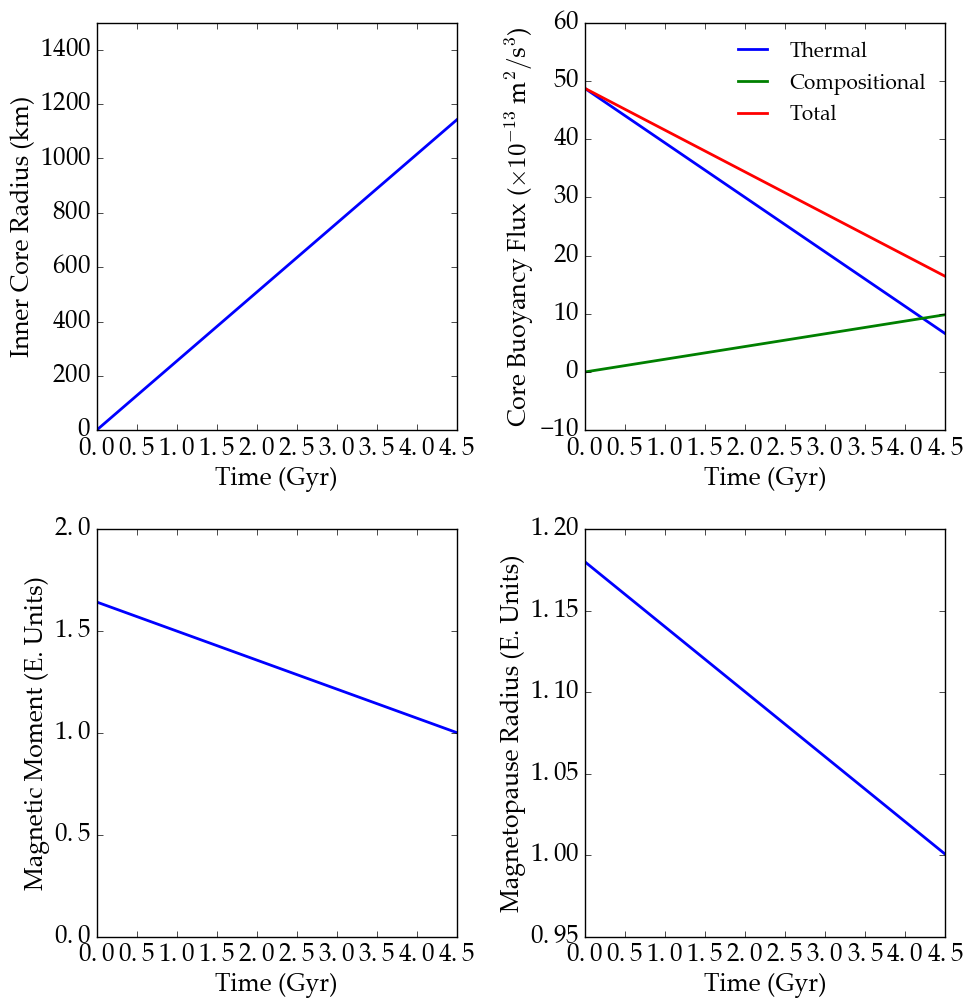 Inner Core Radius (km)
1400
1200
1000
800
600
400
200
0
0.0 0.5 1.0 1.5 2.0 2.5 3.0 3.5 4.0 4.5
Time (Gyr)
Core Buoyancy Flux (×10⁻¹³ m²/s³)
60
50
40
30
20
10
0
−10
Thermal
Compositional
Total
0.0 0.5 1.0 1.5 2.0 2.5 3.0 3.5 4.0 4.5
Time (Gyr)
Magnetic Moment (E. Units)
2.0
1.5
1.0
0.5
0.0
0.0 0.5 1.0 1.5 2.0 2.5 3.0 3.5 4.0 4.5
Time (Gyr)
Magnetopause Radius (E. Units)
1.20
1.15
1.10
1.05
1.00
0.95
0.0 0.5 1.0 1.5 2.0 2.5 3.0 3.5 4.0 4.5
Time (Gyr)